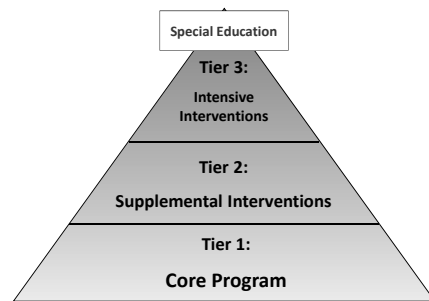 Special Education
Tier 3:
Intensive
Interventions
Tier 2:
Supplemental Interventions
Tier 1:
Core Program